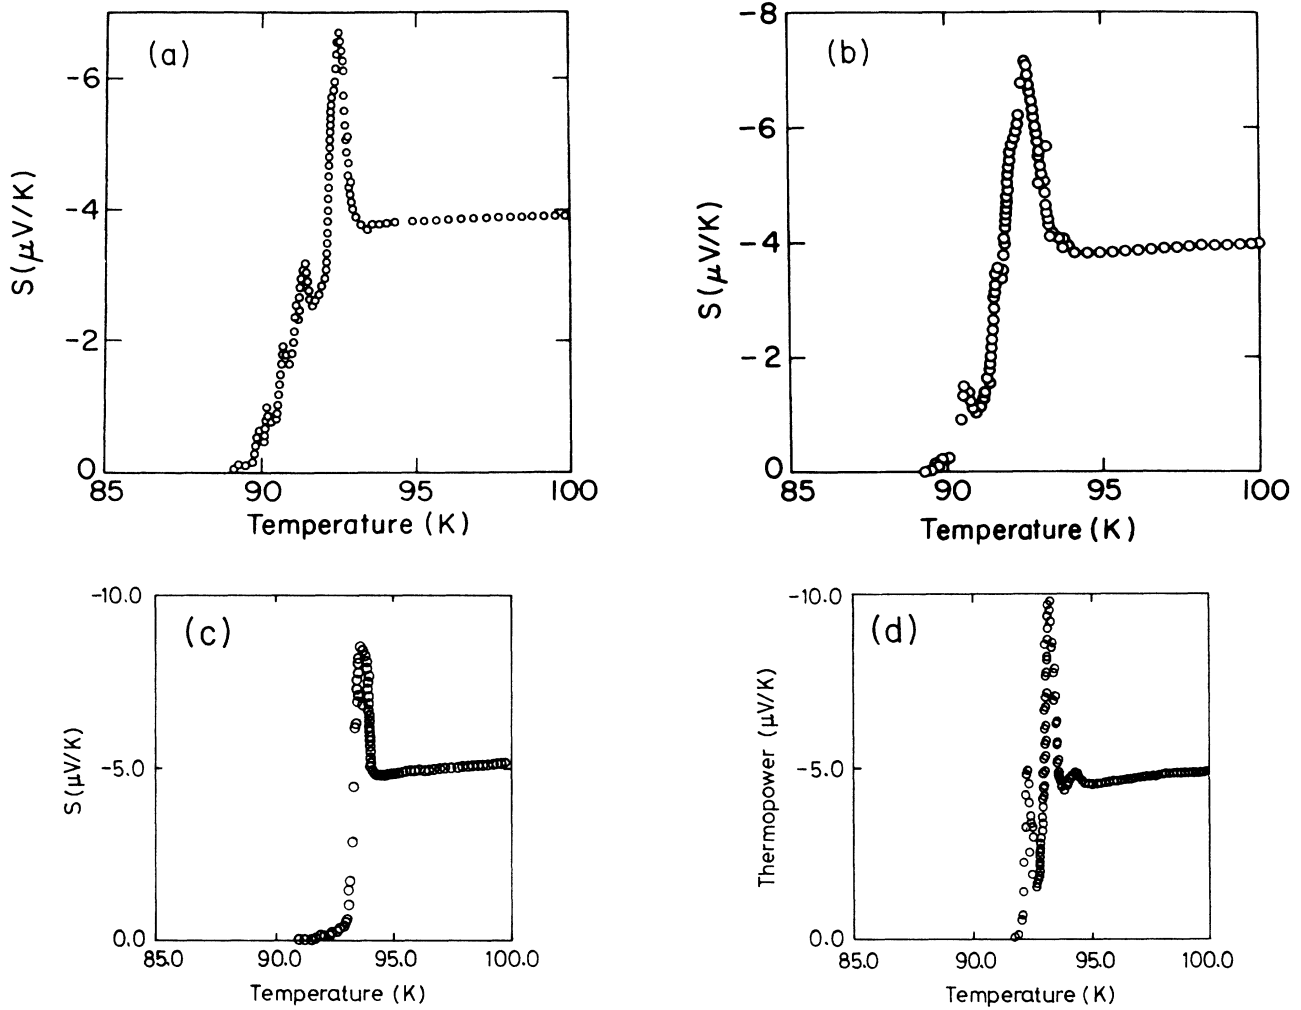 (a)
-6
-4
-2
0
85
90
95
100
S(μV/K)
Temperature (K)
(b)
-8
-6
-4
-2
0
85
90
95
100
S(μV/K)
Temperature (K)
(c)
-10.0
-5.0
0.0
85.0
90.0
95.0
100.0
S(μV/K)
Temperature (K)
(d)
-10.0
-5.0
0.0
85.0
90.0
95.0
100.0
Thermopower (μV/K)
Temperature (K)